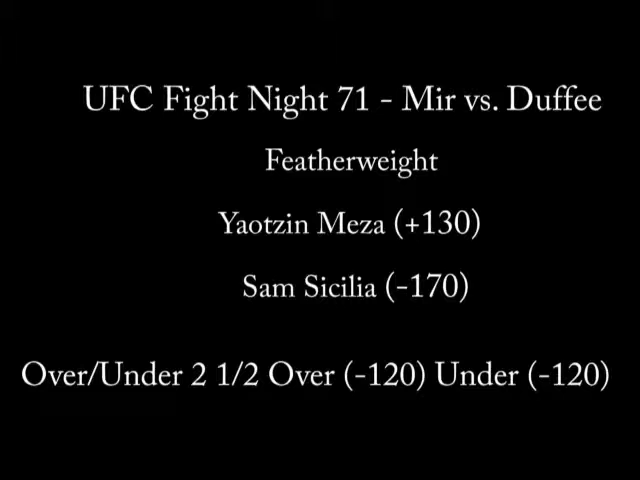 UFC Fight Night 71 - Mir vs. Duffee
Featherweight
Yaotzin Meza (+130)
Sam Sicilia (-170)
Over/Under 2 1/2 Over (-120) Under (-120)